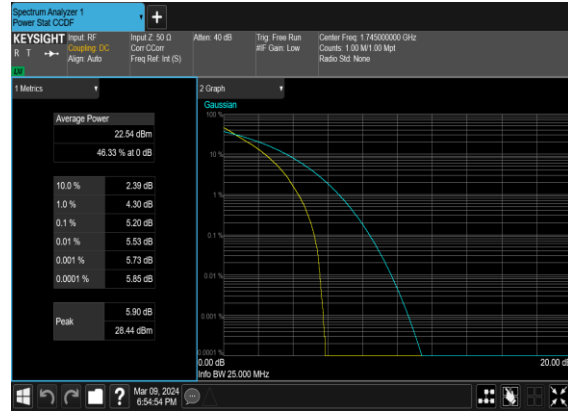 Spectrum Analyzer 1
Power Stat CCDF
KEYSIGHT
R T
LM
Input: RF
Coupling: DC
Align: Auto
Input Z: 50 Ω
Corr CCorr
Freq Ref: Int (S)
Atten: 40 dB
Trig: Free Run
#IF Gain: Low
Center Freq: 1.745000000 GHz
Counts: 1.00 M/1.00 Mpt
Radio Std: None
1 Metrics
Average Power
22.54 dBm
46.33 % at 0 dB
10.0 % 2.39 dB
1.0 % 4.30 dB
0.1 % 5.20 dB
0.01 % 5.53 dB
0.001 % 5.73 dB
0.0001 % 5.85 dB
Peak 5.90 dB
28.44 dBm
2 Graph
Gaussian
100 %
10 %
1 %
0.1 %
0.01 %
0.001 %
0.0001 %
0.00 dB
20.00 dB
Info BW 25.000 MHz
?
Mar 09, 2024
6:54:54 PM